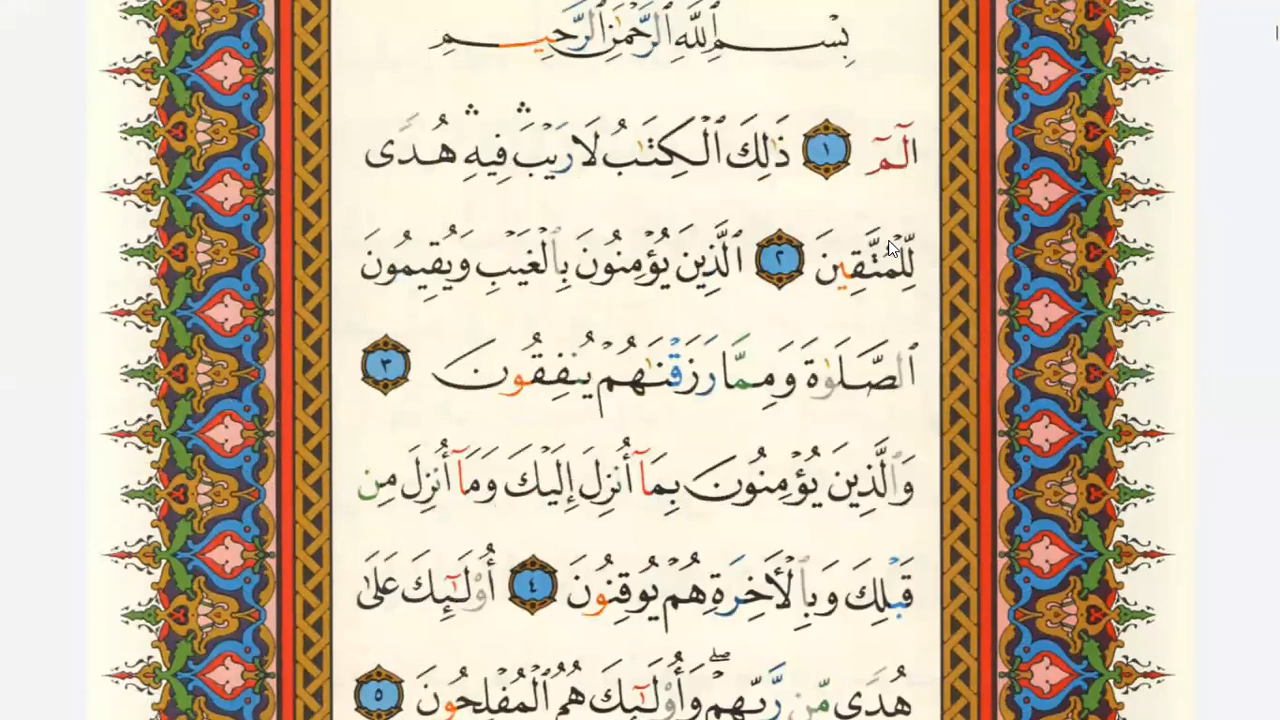 بِسْمِ ٱللَّهِ ٱلرَّحْمَٰنِ ٱلرَّحِيمِ
الٓمٓ ١ ذَٰلِكَ ٱلْكِتَٰبُ لَا رَيْبَ ۛ فِيهِ ۛ هُدًى
لِّلْمُتَّقِينَ ٢ ٱلَّذِينَ يُؤْمِنُونَ بِٱلْغَيْبِ وَيُقِيمُونَ
ٱلصَّلَوٰةَ وَمِمَّا رَزَقْنَٰهُمْ يُنفِقُونَ ٣
وَٱلَّذِينَ يُؤْمِنُونَ بِمَآ أُنزِلَ إِلَيْكَ وَمَآ أُنزِلَ مِن
قَبْلِكَ وَبِٱلْأَخِرَةِ هُمْ يُوقِنُونَ ٤ أُو۟لَٰٓئِكَ عَلَىٰ
هُدًى مِّن رَّبِّهِمْ ۖ وَأُو۟لَٰٓئِكَ هُمُ ٱلْمُفْلِحُونَ ٥